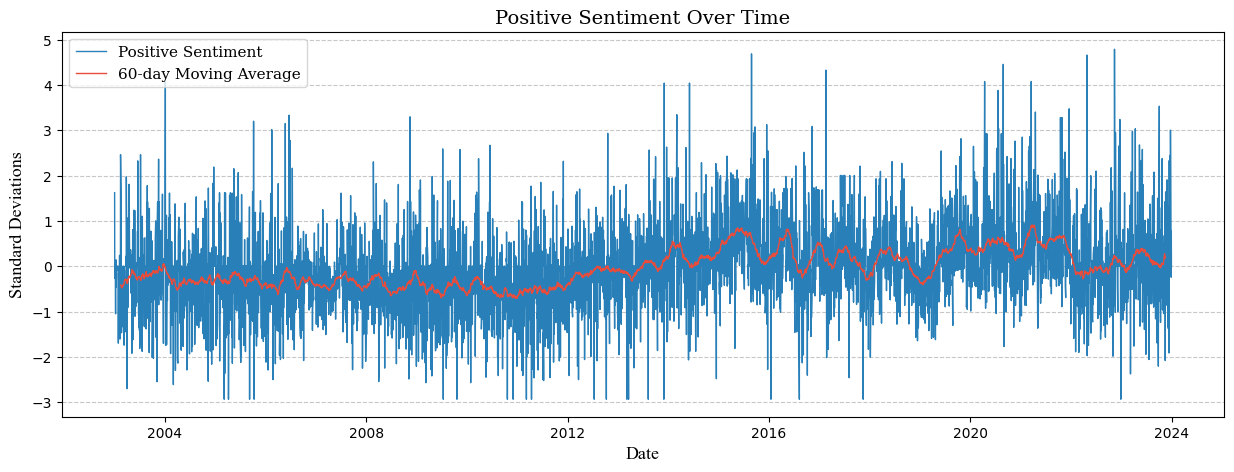 Positive Sentiment Over Time
Positive Sentiment
60-day Moving Average
Standard Deviations
5
4
3
2
1
0
−1
−2
−3
2004 2008 2012 2016 2020 2024
Date